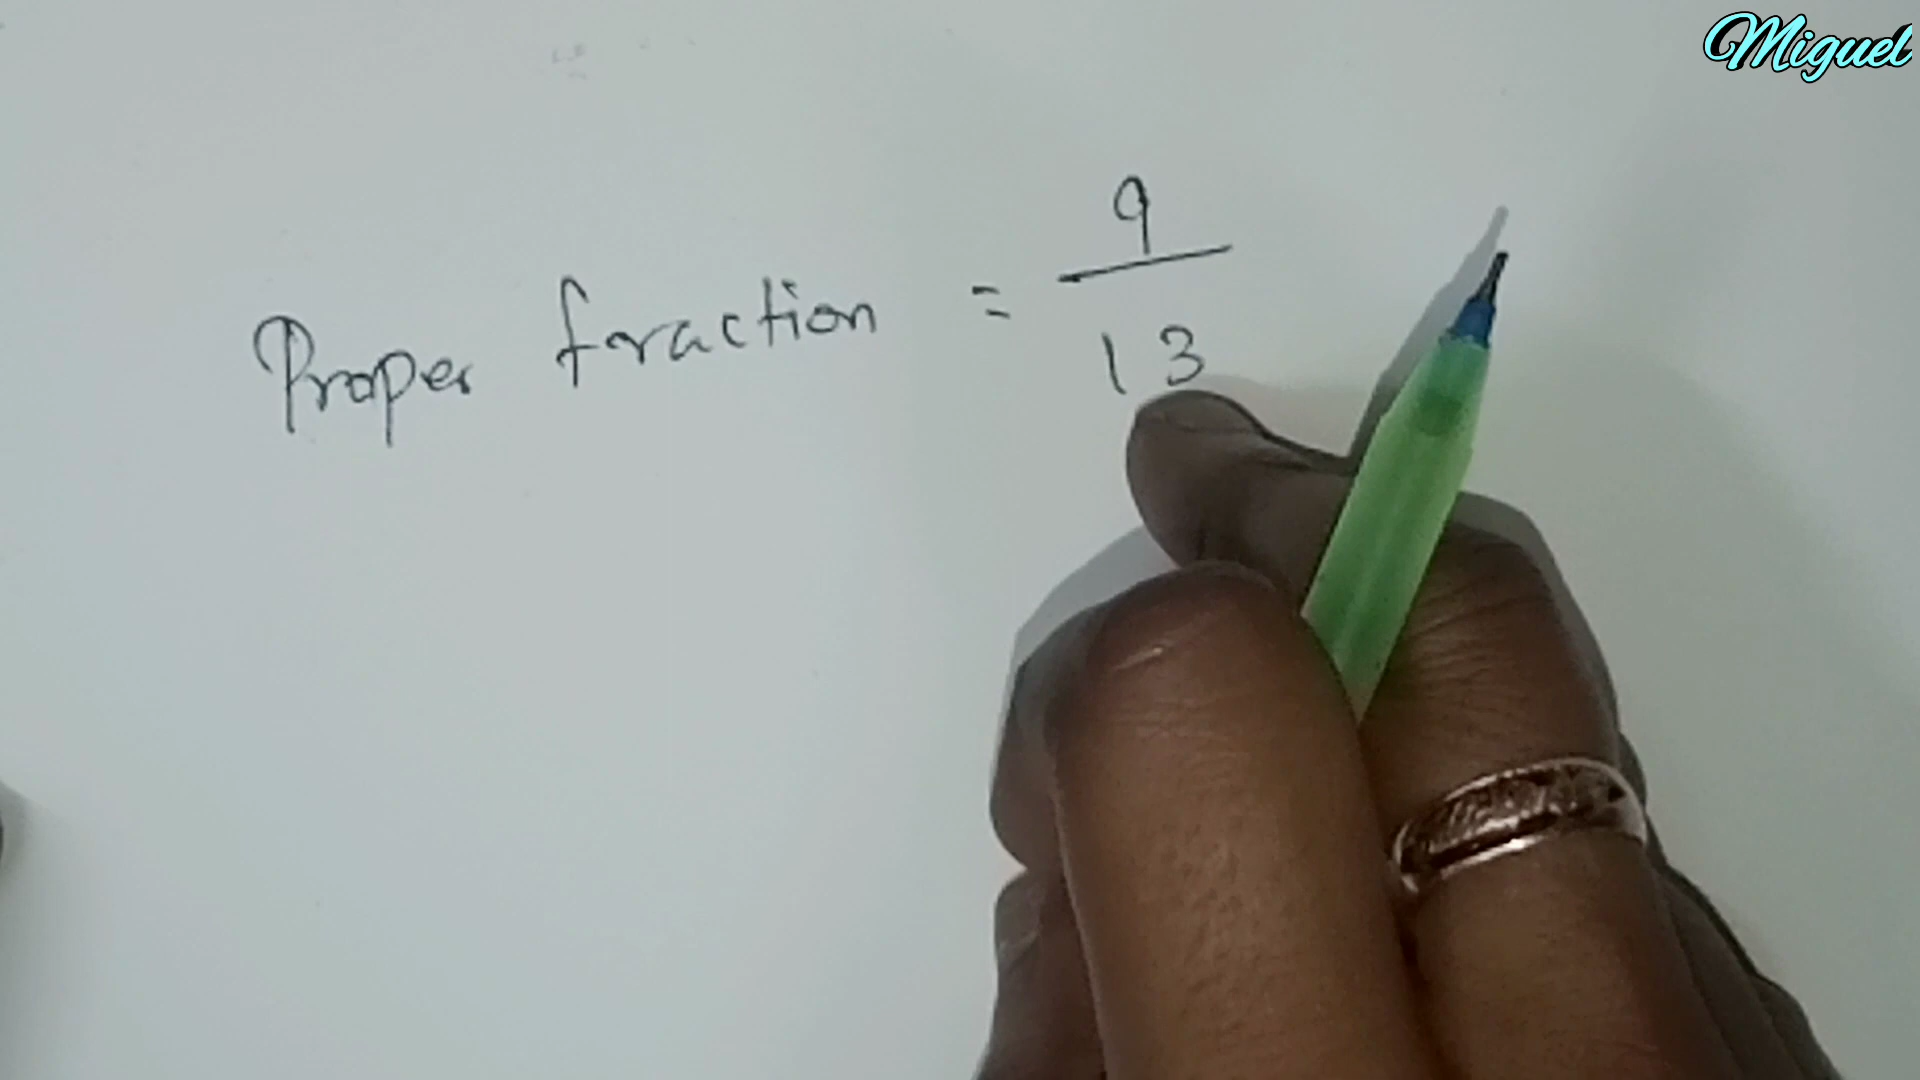 Miguel
Proper fraction = 9/13